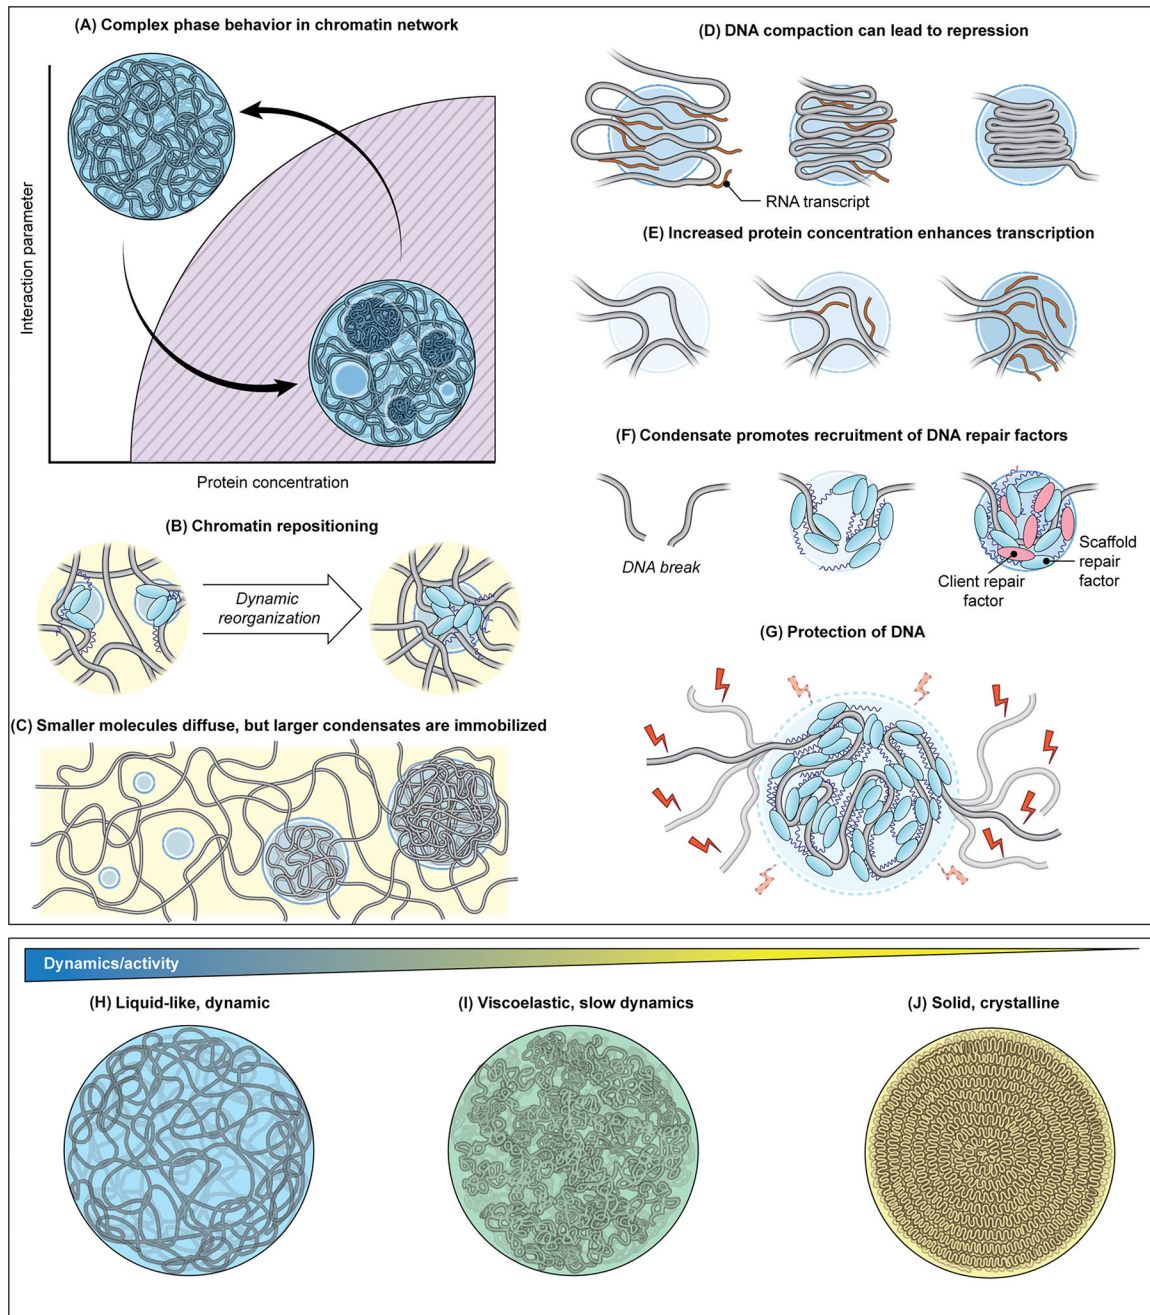 (A) Complex phase behavior in chromatin network
Interaction parameter
Protein concentration
(B) Chromatin repositioning
Dynamic
reorganization
(C) Smaller molecules diffuse, but larger condensates are immobilized
(D) DNA compaction can lead to repression
RNA transcript
(E) Increased protein concentration enhances transcription
(F) Condensate promotes recruitment of DNA repair factors
DNA break
Client repair
factor
Scaffold
repair
factor
(G) Protection of DNA
Dynamics/activity
(H) Liquid-like, dynamic
(I) Viscoelastic, slow dynamics
(J) Solid, crystalline